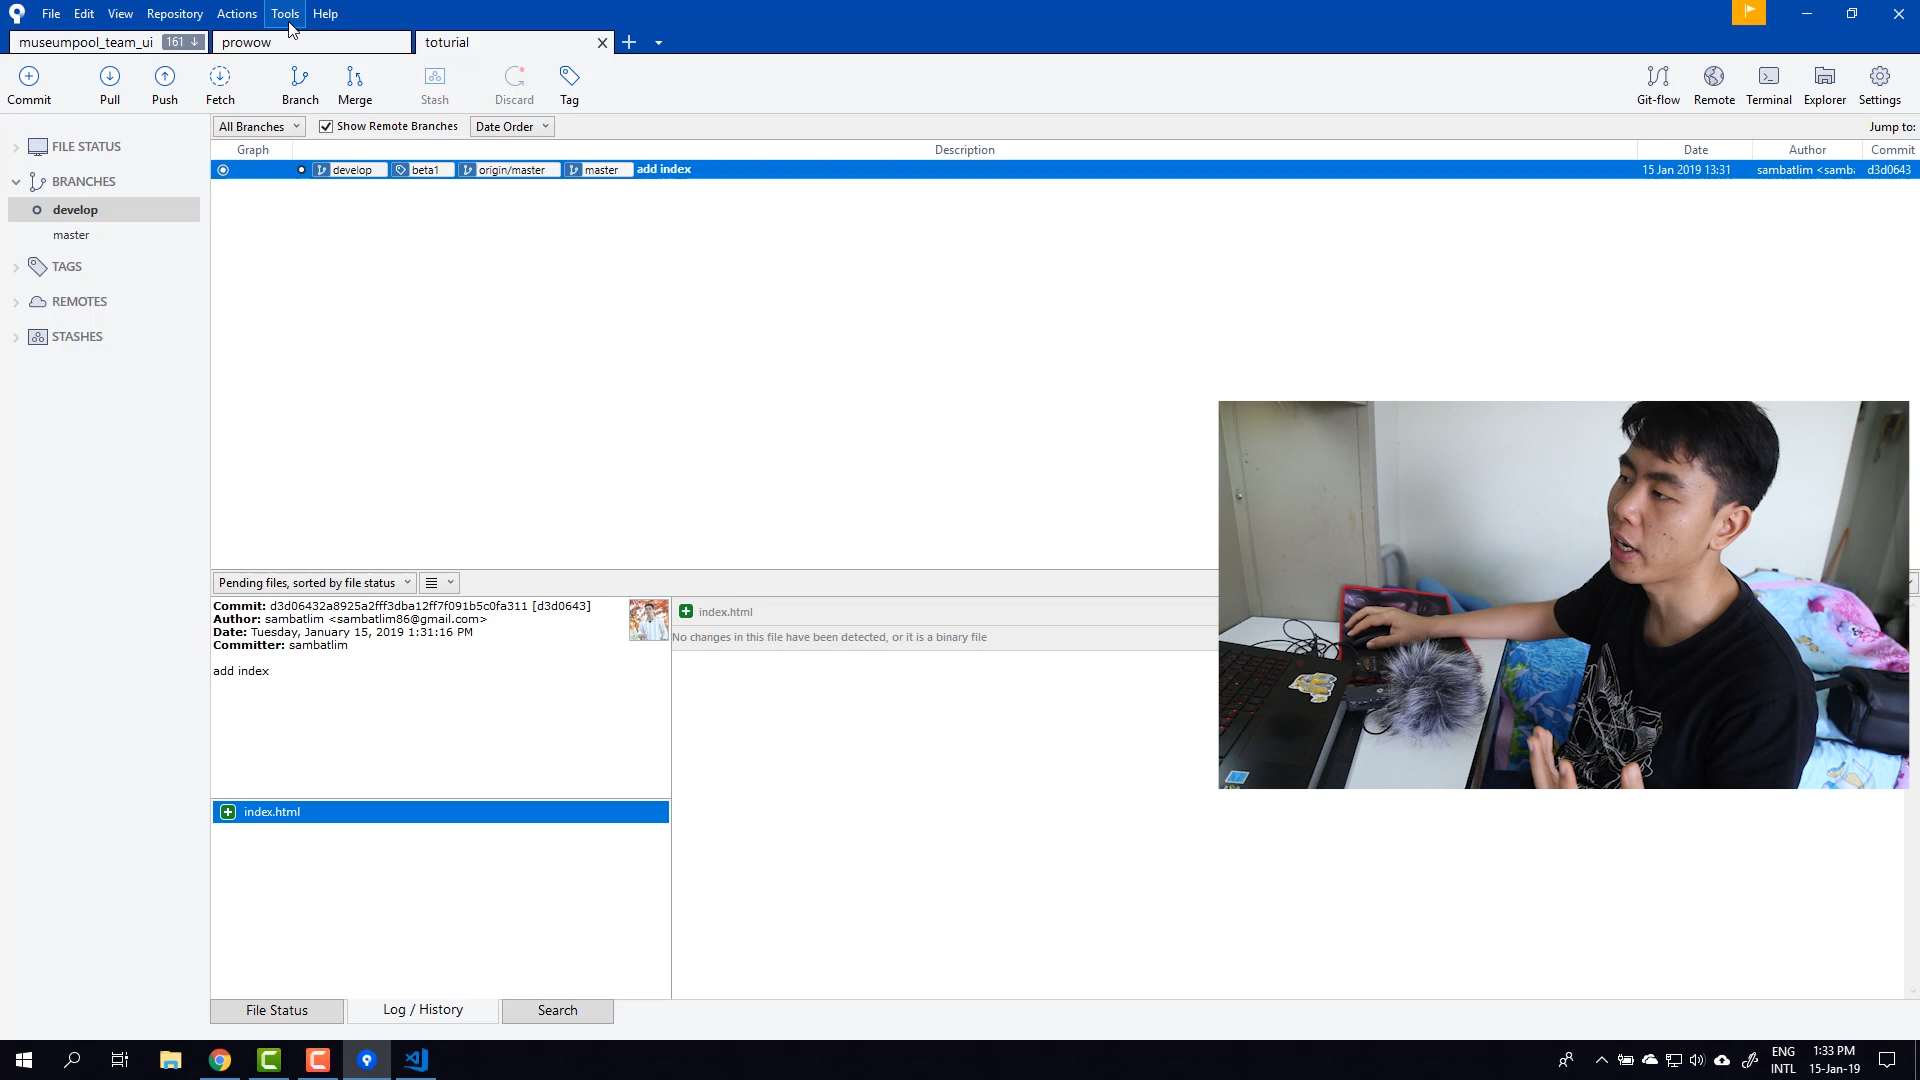 File Edit View Repository Actions Tools Help
museumpool_team_ui 161 prowow toturial
Commit Pull Push Fetch Branch Merge Stash Discard Tag Git-flow Remote Terminal Explorer Settings
All Branches Show Remote Branches Date Order Jump to:
Graph Description Date Author Commit
develop beta1 origin/master master add index 15 Jan 2019 13:31 sambatlim <samb d3d0643
FILE STATUS
BRANCHES
develop
master
TAGS
REMOTES
STASHES
Pending files, sorted by file status
Commit: d3d06432a8925a2fff3dba12ff7f091b5c0fa311 [d3d0643]
Author: sambatlim <sambatlim86@gmail.com>
Date: Tuesday, January 15, 2019 1:31:16 PM
Committer: sambatlim
add index
index.html
No changes in this file have been detected, or it is a binary file
index.html
File Status Log / History Search
ENG
INTL
1:33 PM
15-Jan-19